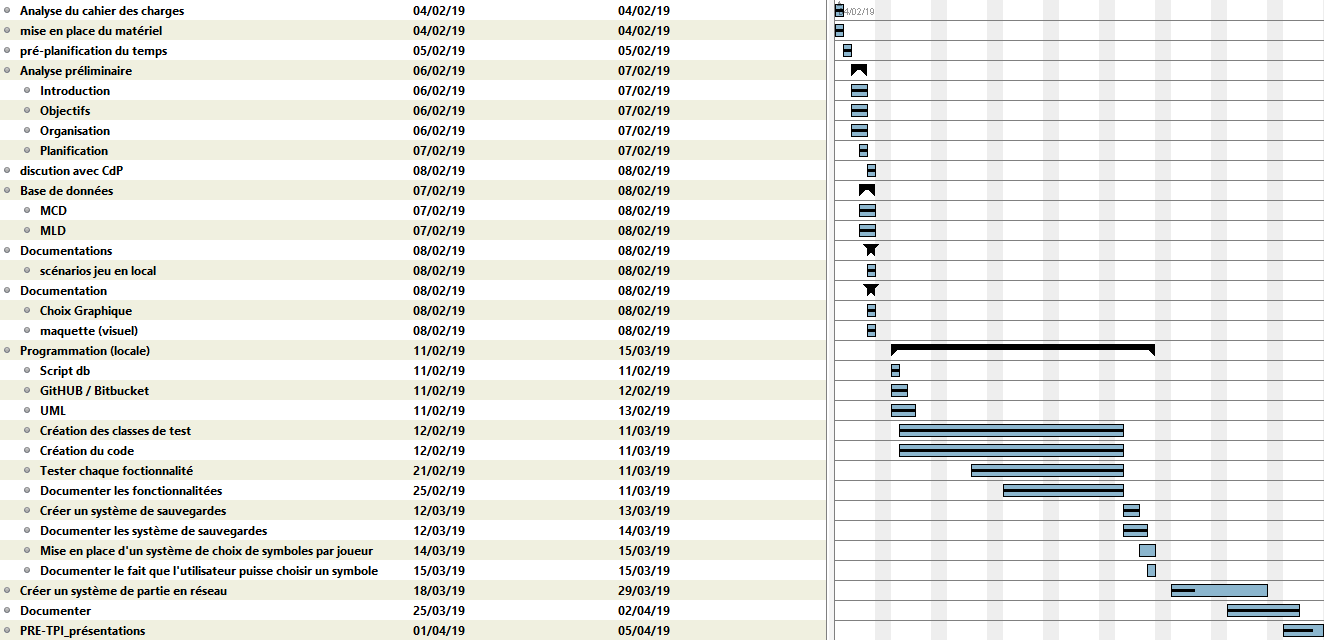 Analyse du cahier des charges 04/02/19 04/02/19 4/02/19
mise en place du matériel 04/02/19 04/02/19
pré-planification du temps 05/02/19 05/02/19
Analyse préliminaire 06/02/19 07/02/19
Introduction 06/02/19 07/02/19
Objectifs 06/02/19 07/02/19
Organisation 06/02/19 07/02/19
Planification 07/02/19 07/02/19
discution avec CdP 08/02/19 08/02/19
Base de données 07/02/19 08/02/19
MCD 07/02/19 08/02/19
MLD 07/02/19 08/02/19
Documentations 08/02/19 08/02/19
scénarios jeu en local 08/02/19 08/02/19
Documentation 08/02/19 08/02/19
Choix Graphique 08/02/19 08/02/19
maquette (visuel) 08/02/19 08/02/19
Programmation (locale) 11/02/19 15/03/19
Script db 11/02/19 11/02/19
GitHUB / Bitbucket 11/02/19 12/02/19
UML 11/02/19 13/02/19
Création des classes de test 12/02/19 11/03/19
Création du code 12/02/19 11/03/19
Tester chaque foctionnalité 21/02/19 11/03/19
Documenter les fonctionnalitées 25/02/19 11/03/19
Créer un système de sauvegardes 12/03/19 13/03/19
Documenter les système de sauvegardes 12/03/19 14/03/19
Mise en place d'un système de choix de symboles par joueur 14/03/19 15/03/19
Documenter le fait que l'utilisateur puisse choisir un symbole 15/03/19 15/03/19
Créer un système de partie en réseau 18/03/19 29/03/19
Documenter 25/03/19 02/04/19
PRE-TPI_présentations 01/04/19 05/04/19